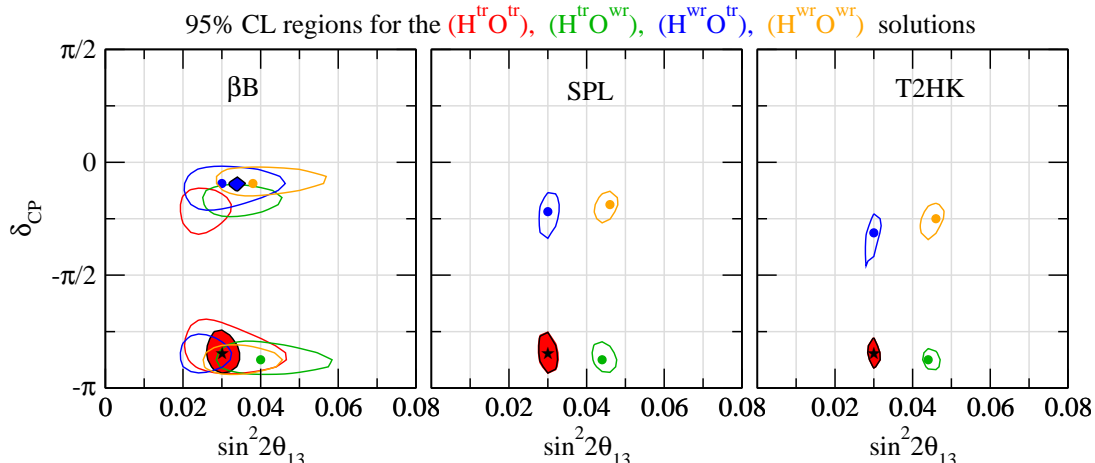 95% CL regions for the (H^tr O^tr), (H^tr O^wr), (H^wr O^tr), (H^wr O^wr) solutions
βB SPL T2HK
π/2
0
-π/2
-π
δCP
0 0.02 0.04 0.06 0.08 0.02 0.04 0.06 0.08 0.02 0.04 0.06 0.08
sin²2θ13 sin²2θ13 sin²2θ13